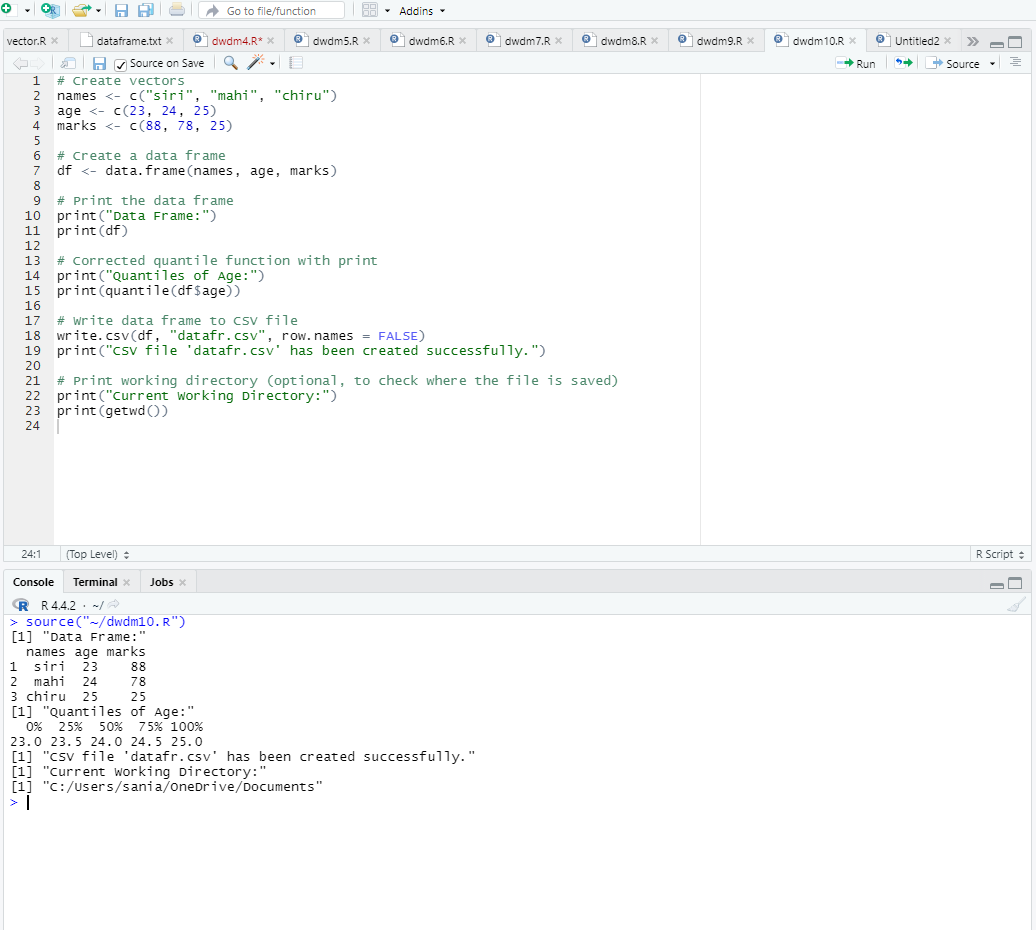 Go to file/function Addins
vector.R dataframe.txt dwdm4.R* dwdm5.R dwdm6.R dwdm7.R dwdm8.R dwdm9.R dwdm10.R Untitled2
Source on Save Run Source
1 # Create vectors
2 names <- c("siri", "mahi", "chiru")
3 age <- c(23, 24, 25)
4 marks <- c(88, 78, 25)
5
6 # Create a data frame
7 df <- data.frame(names, age, marks)
8
9 # Print the data frame
10 print("Data Frame:")
11 print(df)
12
13 # Corrected quantile function with print
14 print("Quantiles of Age:")
15 print(quantile(df$age))
16
17 # Write data frame to CSV file
18 write.csv(df, "datafr.csv", row.names = FALSE)
19 print("CSV file 'datafr.csv' has been created successfully.")
20
21 # Print working directory (optional, to check where the file is saved)
22 print("Current Working Directory:")
23 print(getwd())
24
24:1 (Top Level) R Script
Console Terminal Jobs
R R 4.4.2 · ~/
> source("~/dwdm10.R")
[1] "Data Frame:"
  names age marks
1  siri  23    88
2  mahi  24    78
3 chiru  25    25
[1] "Quantiles of Age:"
  0%  25%  50%  75% 100%
23.0 23.5 24.0 24.5 25.0
[1] "CSV file 'datafr.csv' has been created successfully."
[1] "Current Working Directory:"
[1] "C:/Users/sania/OneDrive/Documents"
>